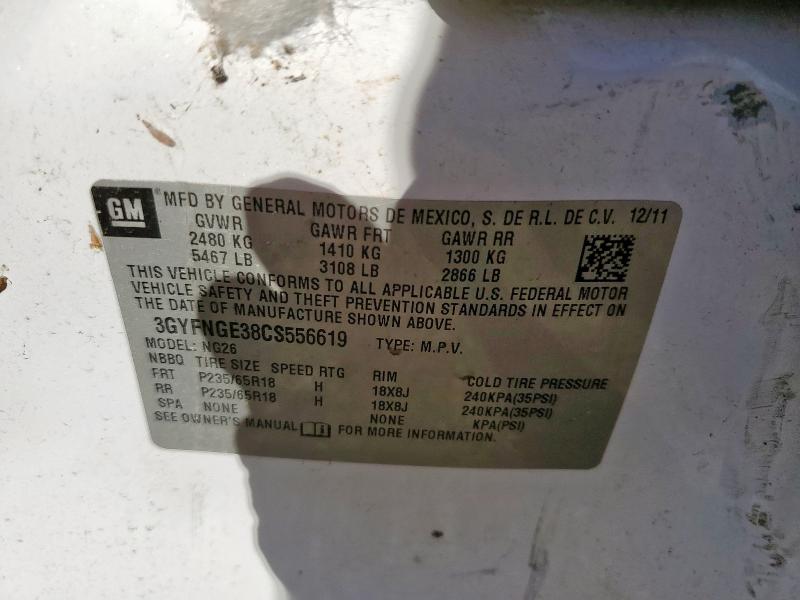 GM ® MFD BY GENERAL MOTORS DE MEXICO, S. DE R.L. DE C.V. 12/11
GVWR GAWR FRT GAWR RR
2480 KG 1410 KG 1300 KG
5467 LB 3108 LB 2866 LB
THIS VEHICLE CONFORMS TO ALL APPLICABLE U.S. FEDERAL MOTOR
VEHICLE SAFETY AND THEFT PREVENTION STANDARDS IN EFFECT ON
THE DATE OF MANUFACTURE SHOWN ABOVE.
3GYFNGE38CS556619 TYPE: M.P.V.
MODEL: NG26
NBBQ TIRE SIZE SPEED RTG RIM COLD TIRE PRESSURE
FRT P235/65R18 H 18X8J 240KPA(35PSI)
RR P235/65R18 H 18X8J 240KPA(35PSI)
SPA NONE NONE KPA(PSI)
SEE OWNER'S MANUAL FOR MORE INFORMATION.